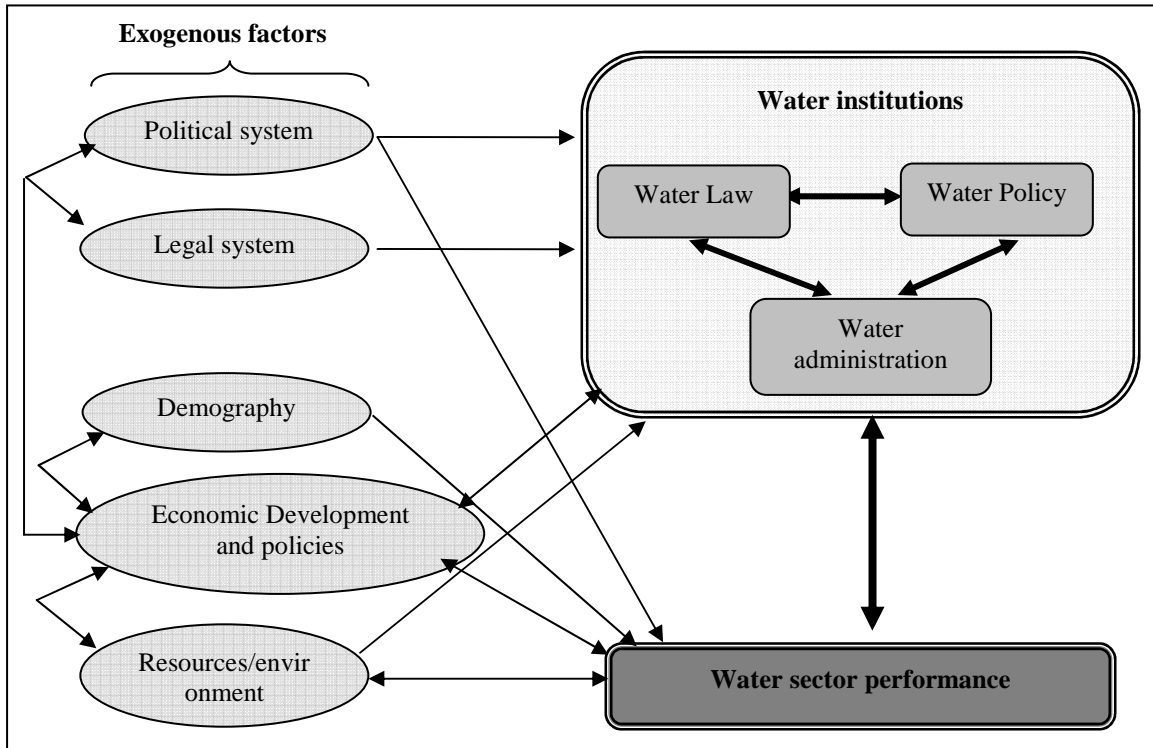 Exogenous factors
Political system
Legal system
Demography
Economic Development
and policies
Resources/envir
onment
Water institutions
Water Law
Water Policy
Water
administration
Water sector performance